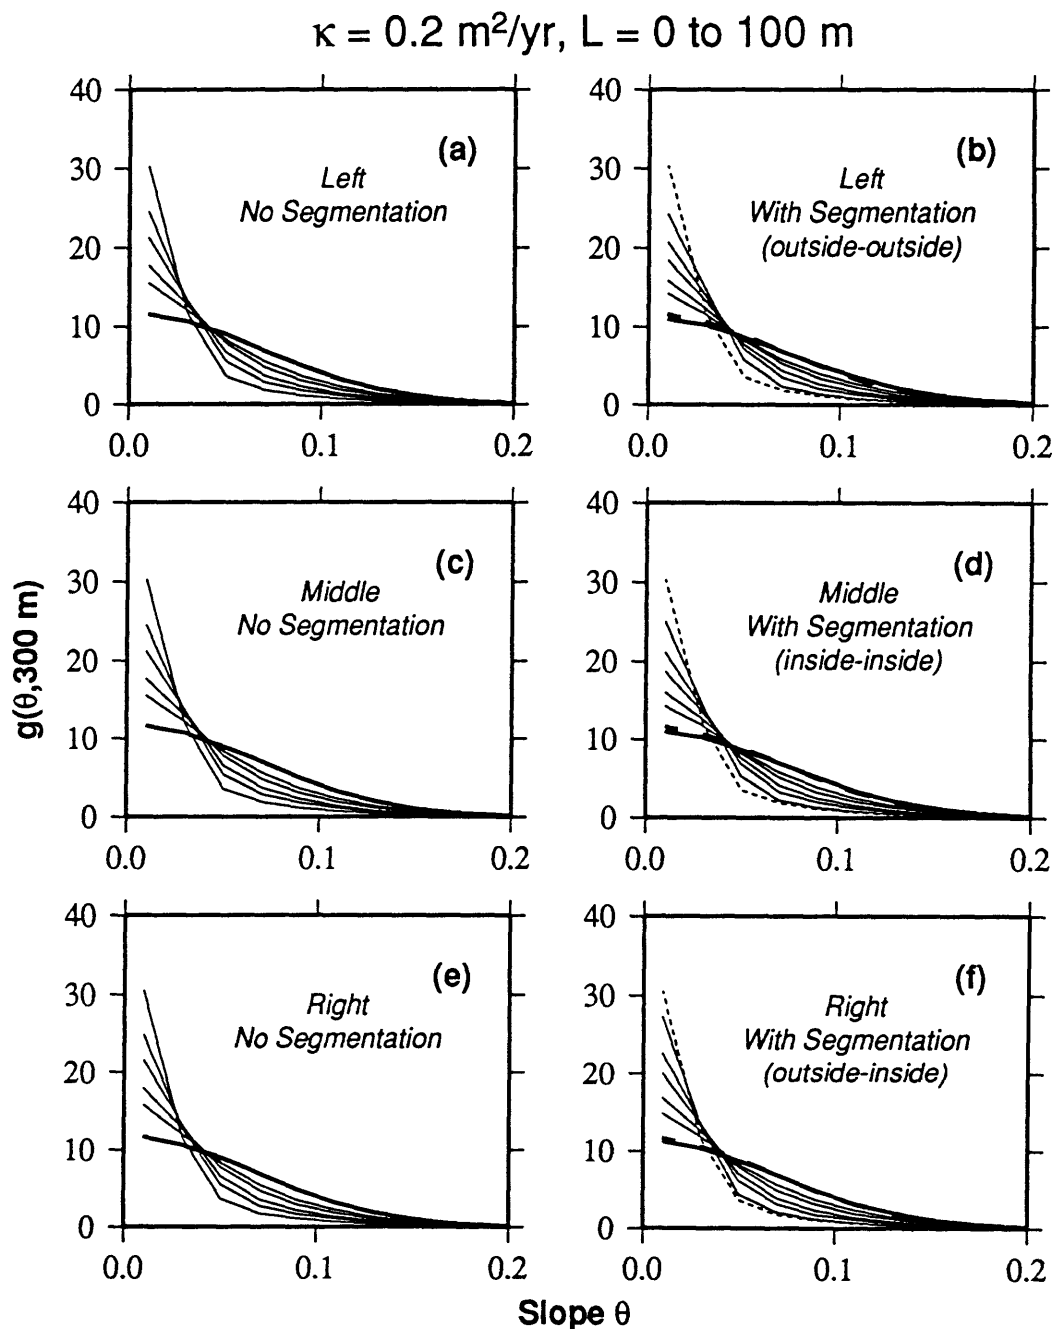 κ = 0.2 m²/yr, L = 0 to 100 m
40
30
20
10
0
0.0
0.1
0.2
(a)
Left
No Segmentation
0.0
0.1
0.2
40
30
20
10
0
(b)
Left
With Segmentation
(outside-outside)
g(θ,300 m)
40
30
20
10
0
0.0
0.1
0.2
(c)
Middle
No Segmentation
40
30
20
10
0
0.0
0.1
0.2
(d)
Middle
With Segmentation
(inside-inside)
40
30
20
10
0
0.0
0.1
0.2
(e)
Right
No Segmentation
40
30
20
10
0
0.0
0.1
0.2
(f)
Right
With Segmentation
(outside-inside)
Slope θ